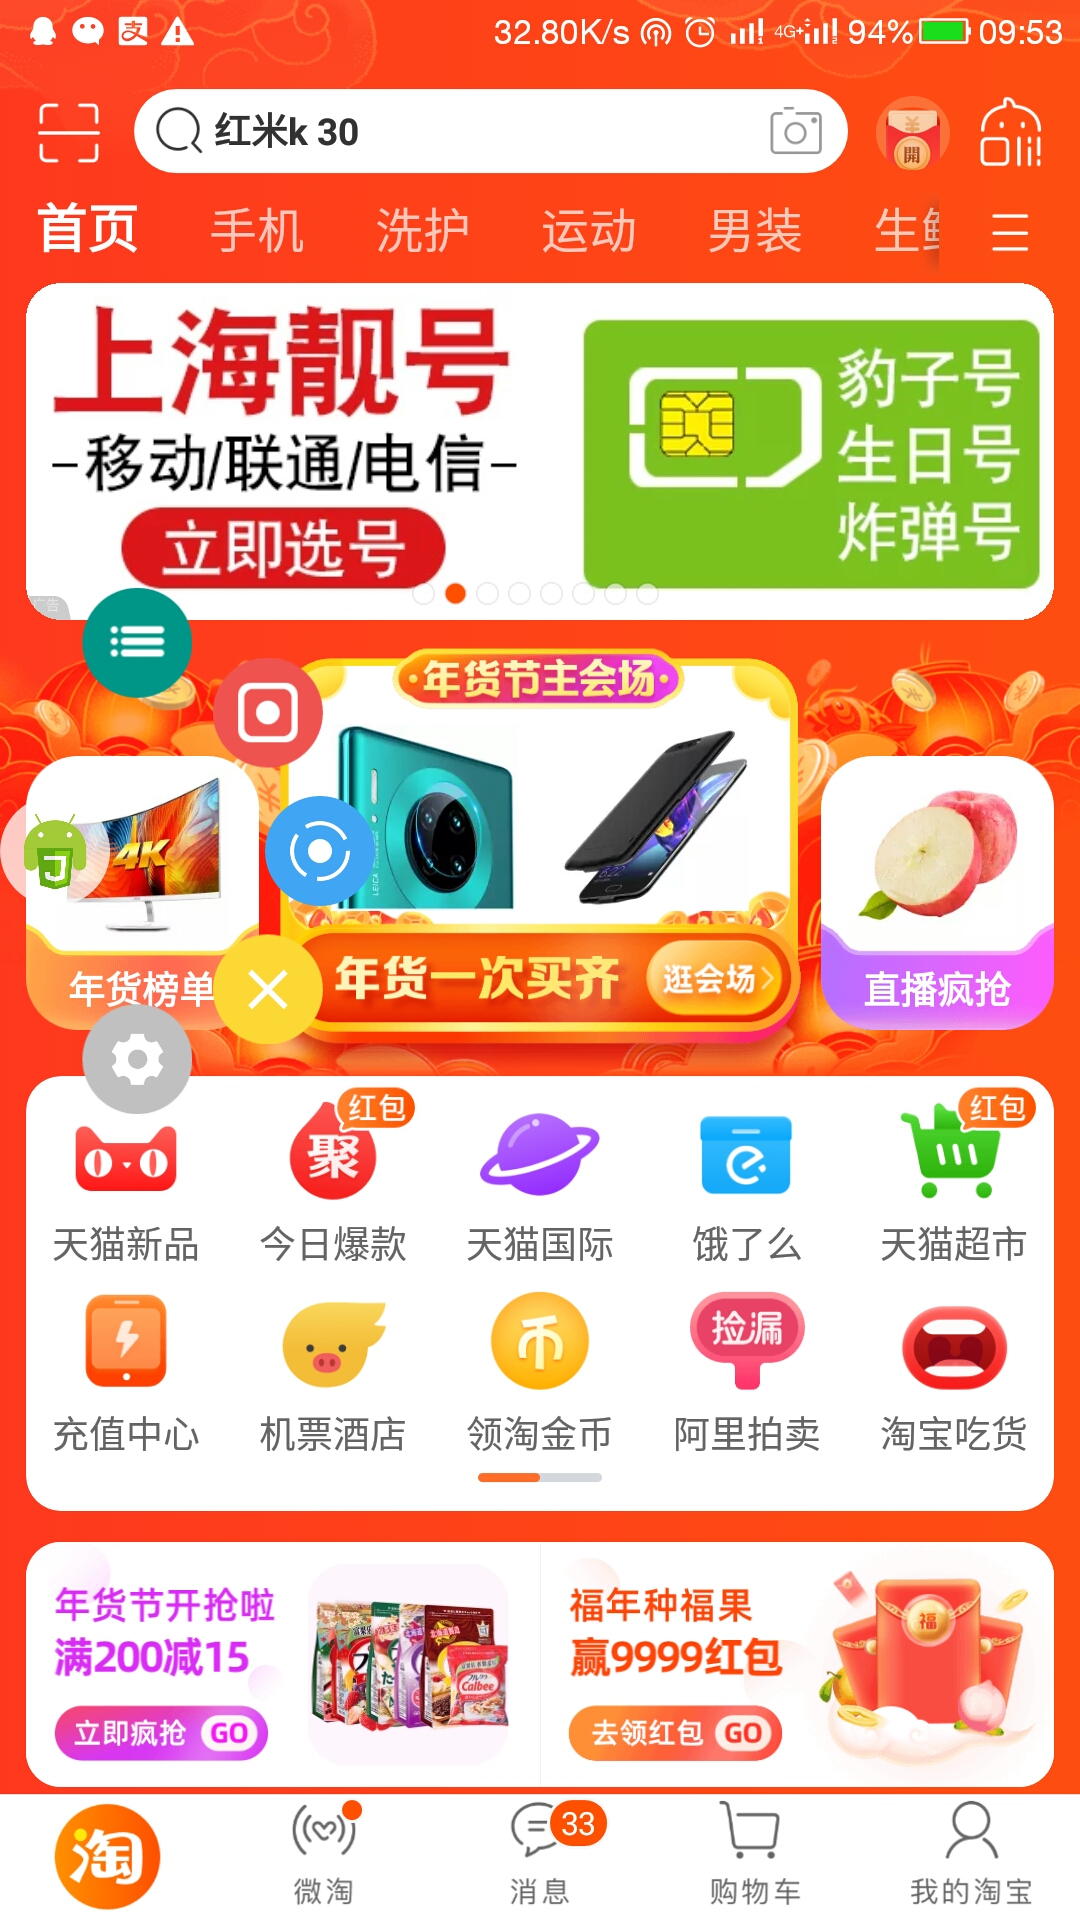 32.80K/s 4G+ 94% 09:53
红米k 30
開
首页 手机 洗护 运动 男装 生鲜
上海靓号
-移动/联通/电信-
立即选号
豹子号
生日号
炸弹号
广告
·年货节主会场·
4K
LEICA
年货榜单
年货一次买齐
逛会场
直播疯抢
红包
聚
红包
天猫新品 今日爆款 天猫国际 饿了么 天猫超市
币
捡漏
充值中心 机票酒店 领淘金币 阿里拍卖 淘宝吃货
年货节开抢啦
满200减15
立即疯抢 GO
Calbee
福年种福果
赢9999红包
去领红包 GO
福
淘
33
微淘 消息 购物车 我的淘宝